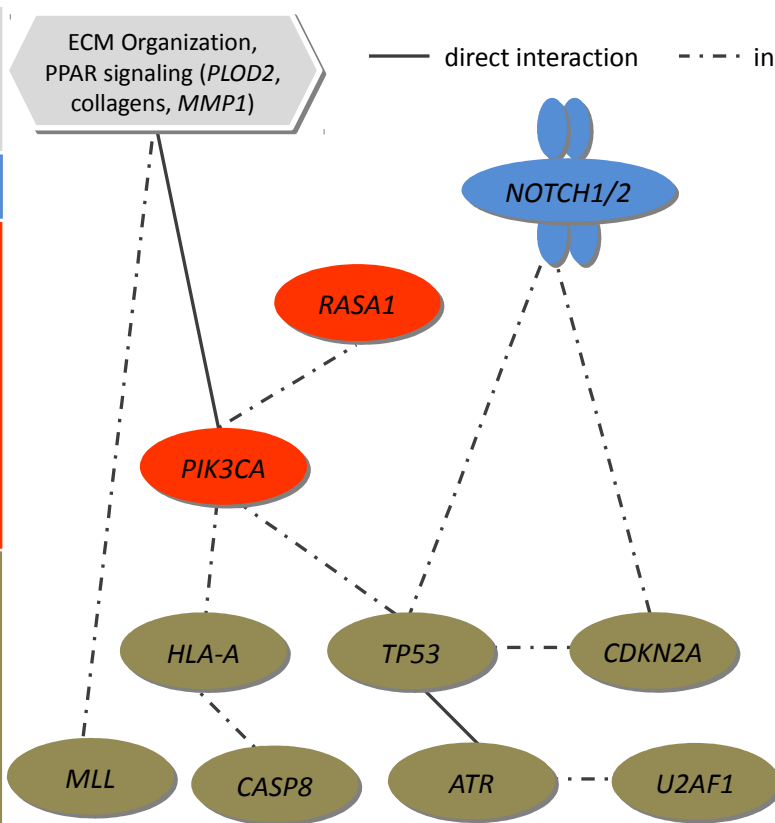 ECM Organization,
PPAR signaling (PLOD2,
collagens, MMP1)
direct interaction
in
NOTCH1/2
RASA1
PIK3CA
HLA-A
TP53
CDKN2A
MLL
CASP8
ATR
U2AF1